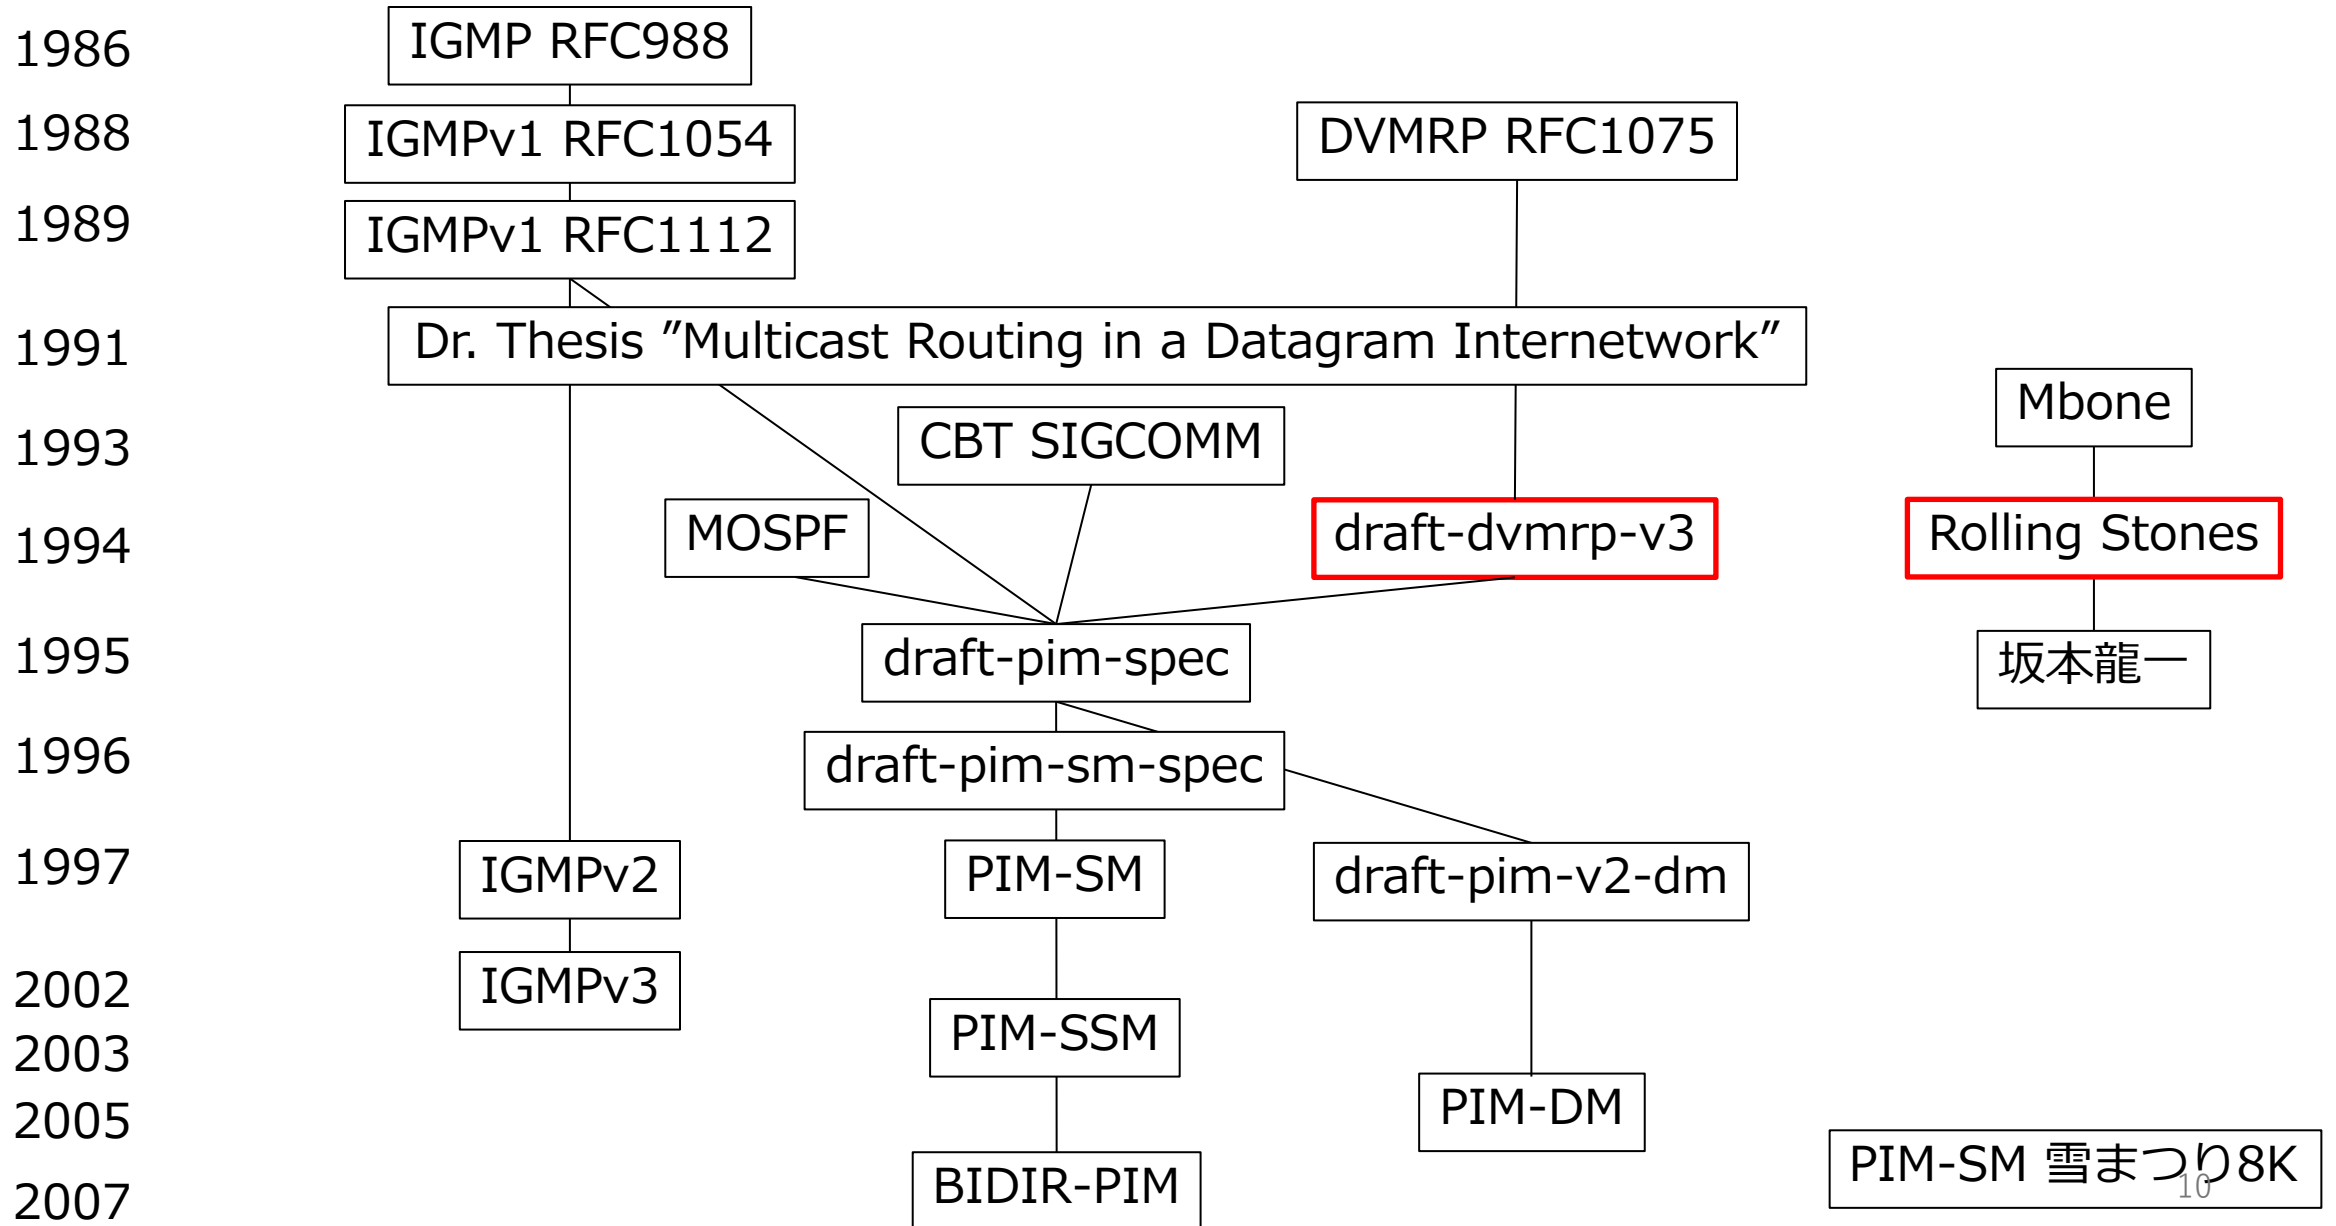 1986
IGMP RFC988
1988
IGMPv1 RFC1054
DVMRP RFC1075
1989
IGMPv1 RFC1112
1991
Dr. Thesis ”Multicast Routing in a Datagram Internetwork”
Mbone
1993
CBT SIGCOMM
1994
MOSPF
draft-dvmrp-v3
Rolling Stones
1995
draft-pim-spec
坂本龍一
1996
draft-pim-sm-spec
1997
IGMPv2
PIM-SM
draft-pim-v2-dm
2002
IGMPv3
2003
PIM-SSM
2005
PIM-DM
2007
BIDIR-PIM
PIM-SM 雪まつり8K
10